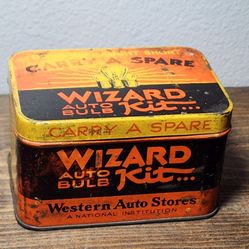 CARRY A SPARE
WIZARD
AUTO
BULB Kit...
CARRY A SPARE
WIZARD
AUTO
BULB Kit...
Western Auto Stores
A NATIONAL INSTITUTION